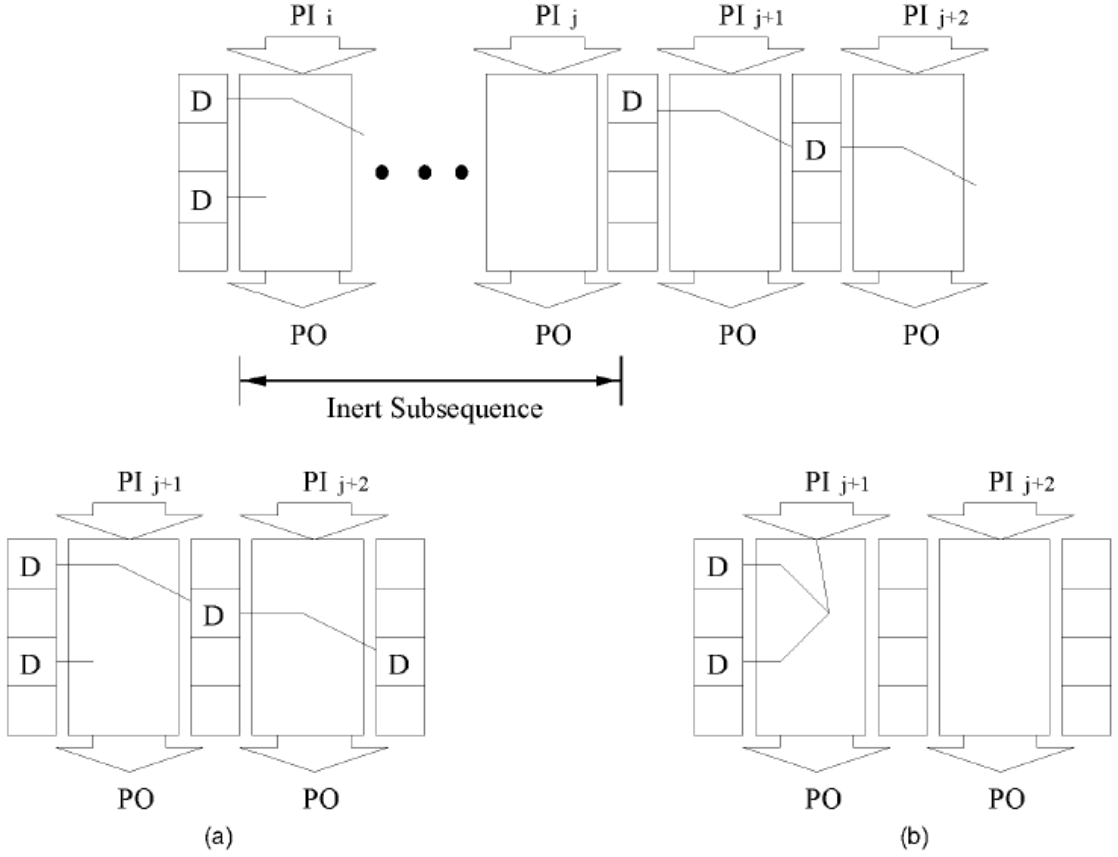 PI i PI j PI j+1 PI j+2
D D
D
D
PO PO PO PO
Inert Subsequence
PI j+1 PI j+2
D
D
D D
PO PO
(a)
PI j+1 PI j+2
D
D
PO PO
(b)